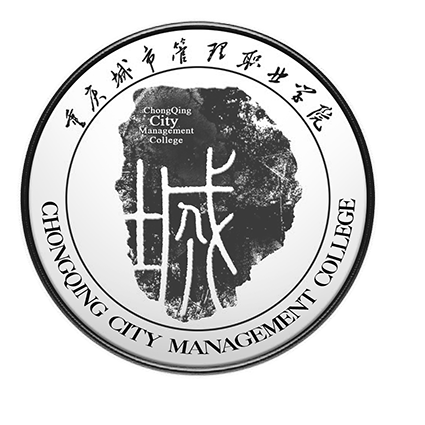 重庆城市管理职业学院
ChongQing
City
Management
College
城
CHONGQING CITY MANAGEMENT COLLEGE